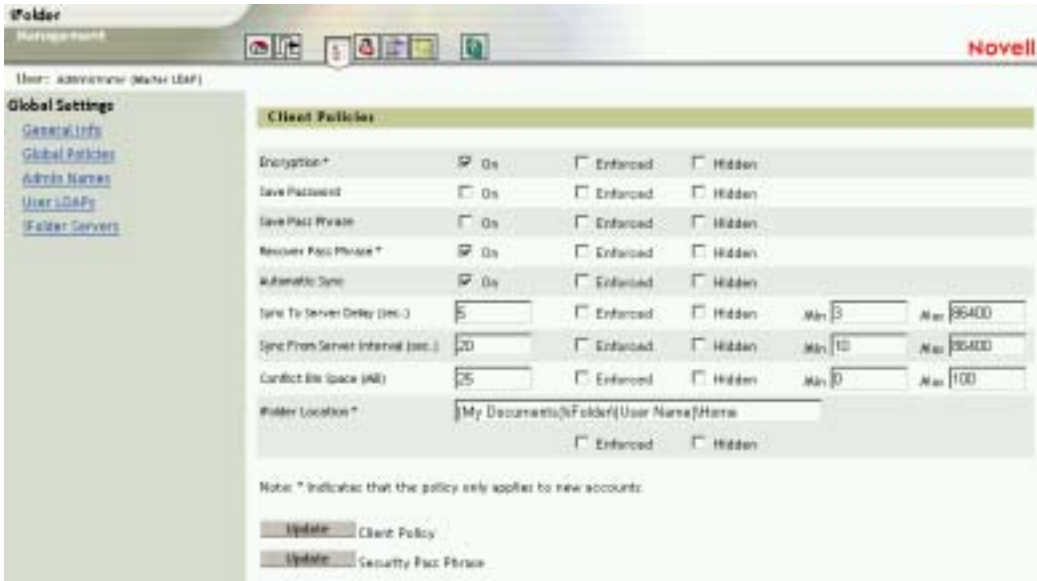 iFolder
Management
Novell
User: Administrator (Master LDAP)
Global Settings
General Info
Global Policies
Admin Names
User LDAPs
iFolder Servers
Client Policies
Encryption * On Enforced Hidden
Save Password On Enforced Hidden
Save Pass Phrase On Enforced Hidden
Recover Pass Phrase * On Enforced Hidden
Automatic Sync On Enforced Hidden
Sync To Server Delay (sec.) 5 Enforced Hidden Min 3 Max 86400
Sync From Server Interval (sec.) 20 Enforced Hidden Min 10 Max 86400
Conflict Bin Space (MB) 25 Enforced Hidden Min 0 Max 100
iFolder Location * [My Documents]\iFolder\[User Name]\Home
Enforced Hidden
Note: * Indicates that the policy only applies to new accounts
Update Client Policy
Update Security Pass Phrase